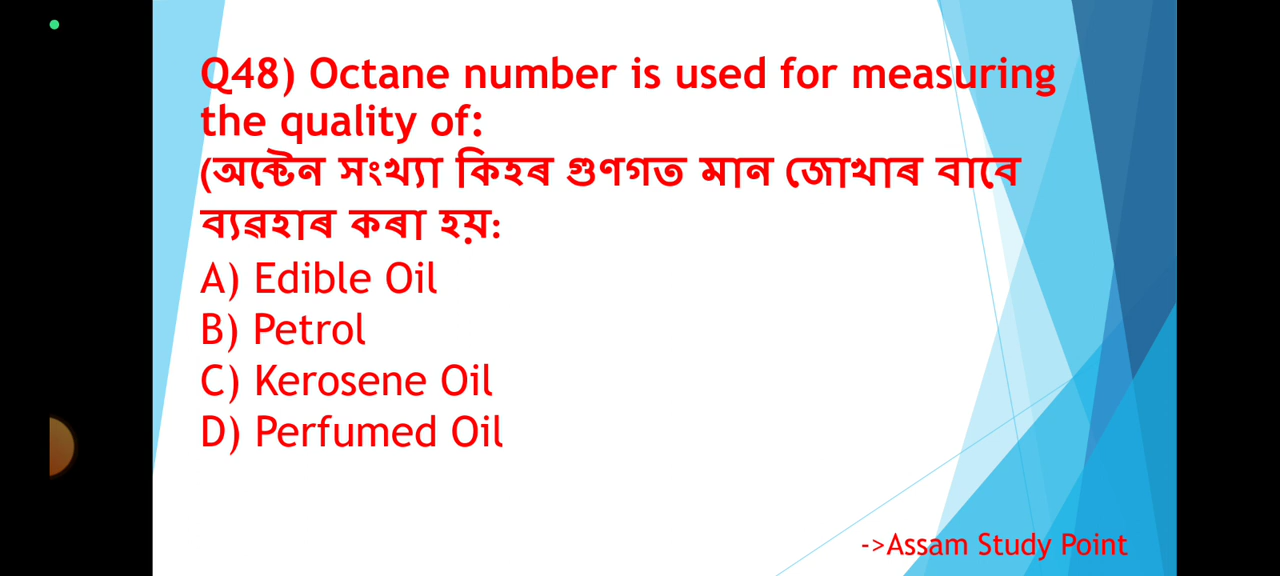 Q48) Octane number is used for measuring
the quality of:
(অক্টেন সংখ্যা কিহৰ গুণগত মান জোখাৰ বাবে
ব্যৱহাৰ কৰা হয়:
A) Edible Oil
B) Petrol
C) Kerosene Oil
D) Perfumed Oil
->Assam Study Point